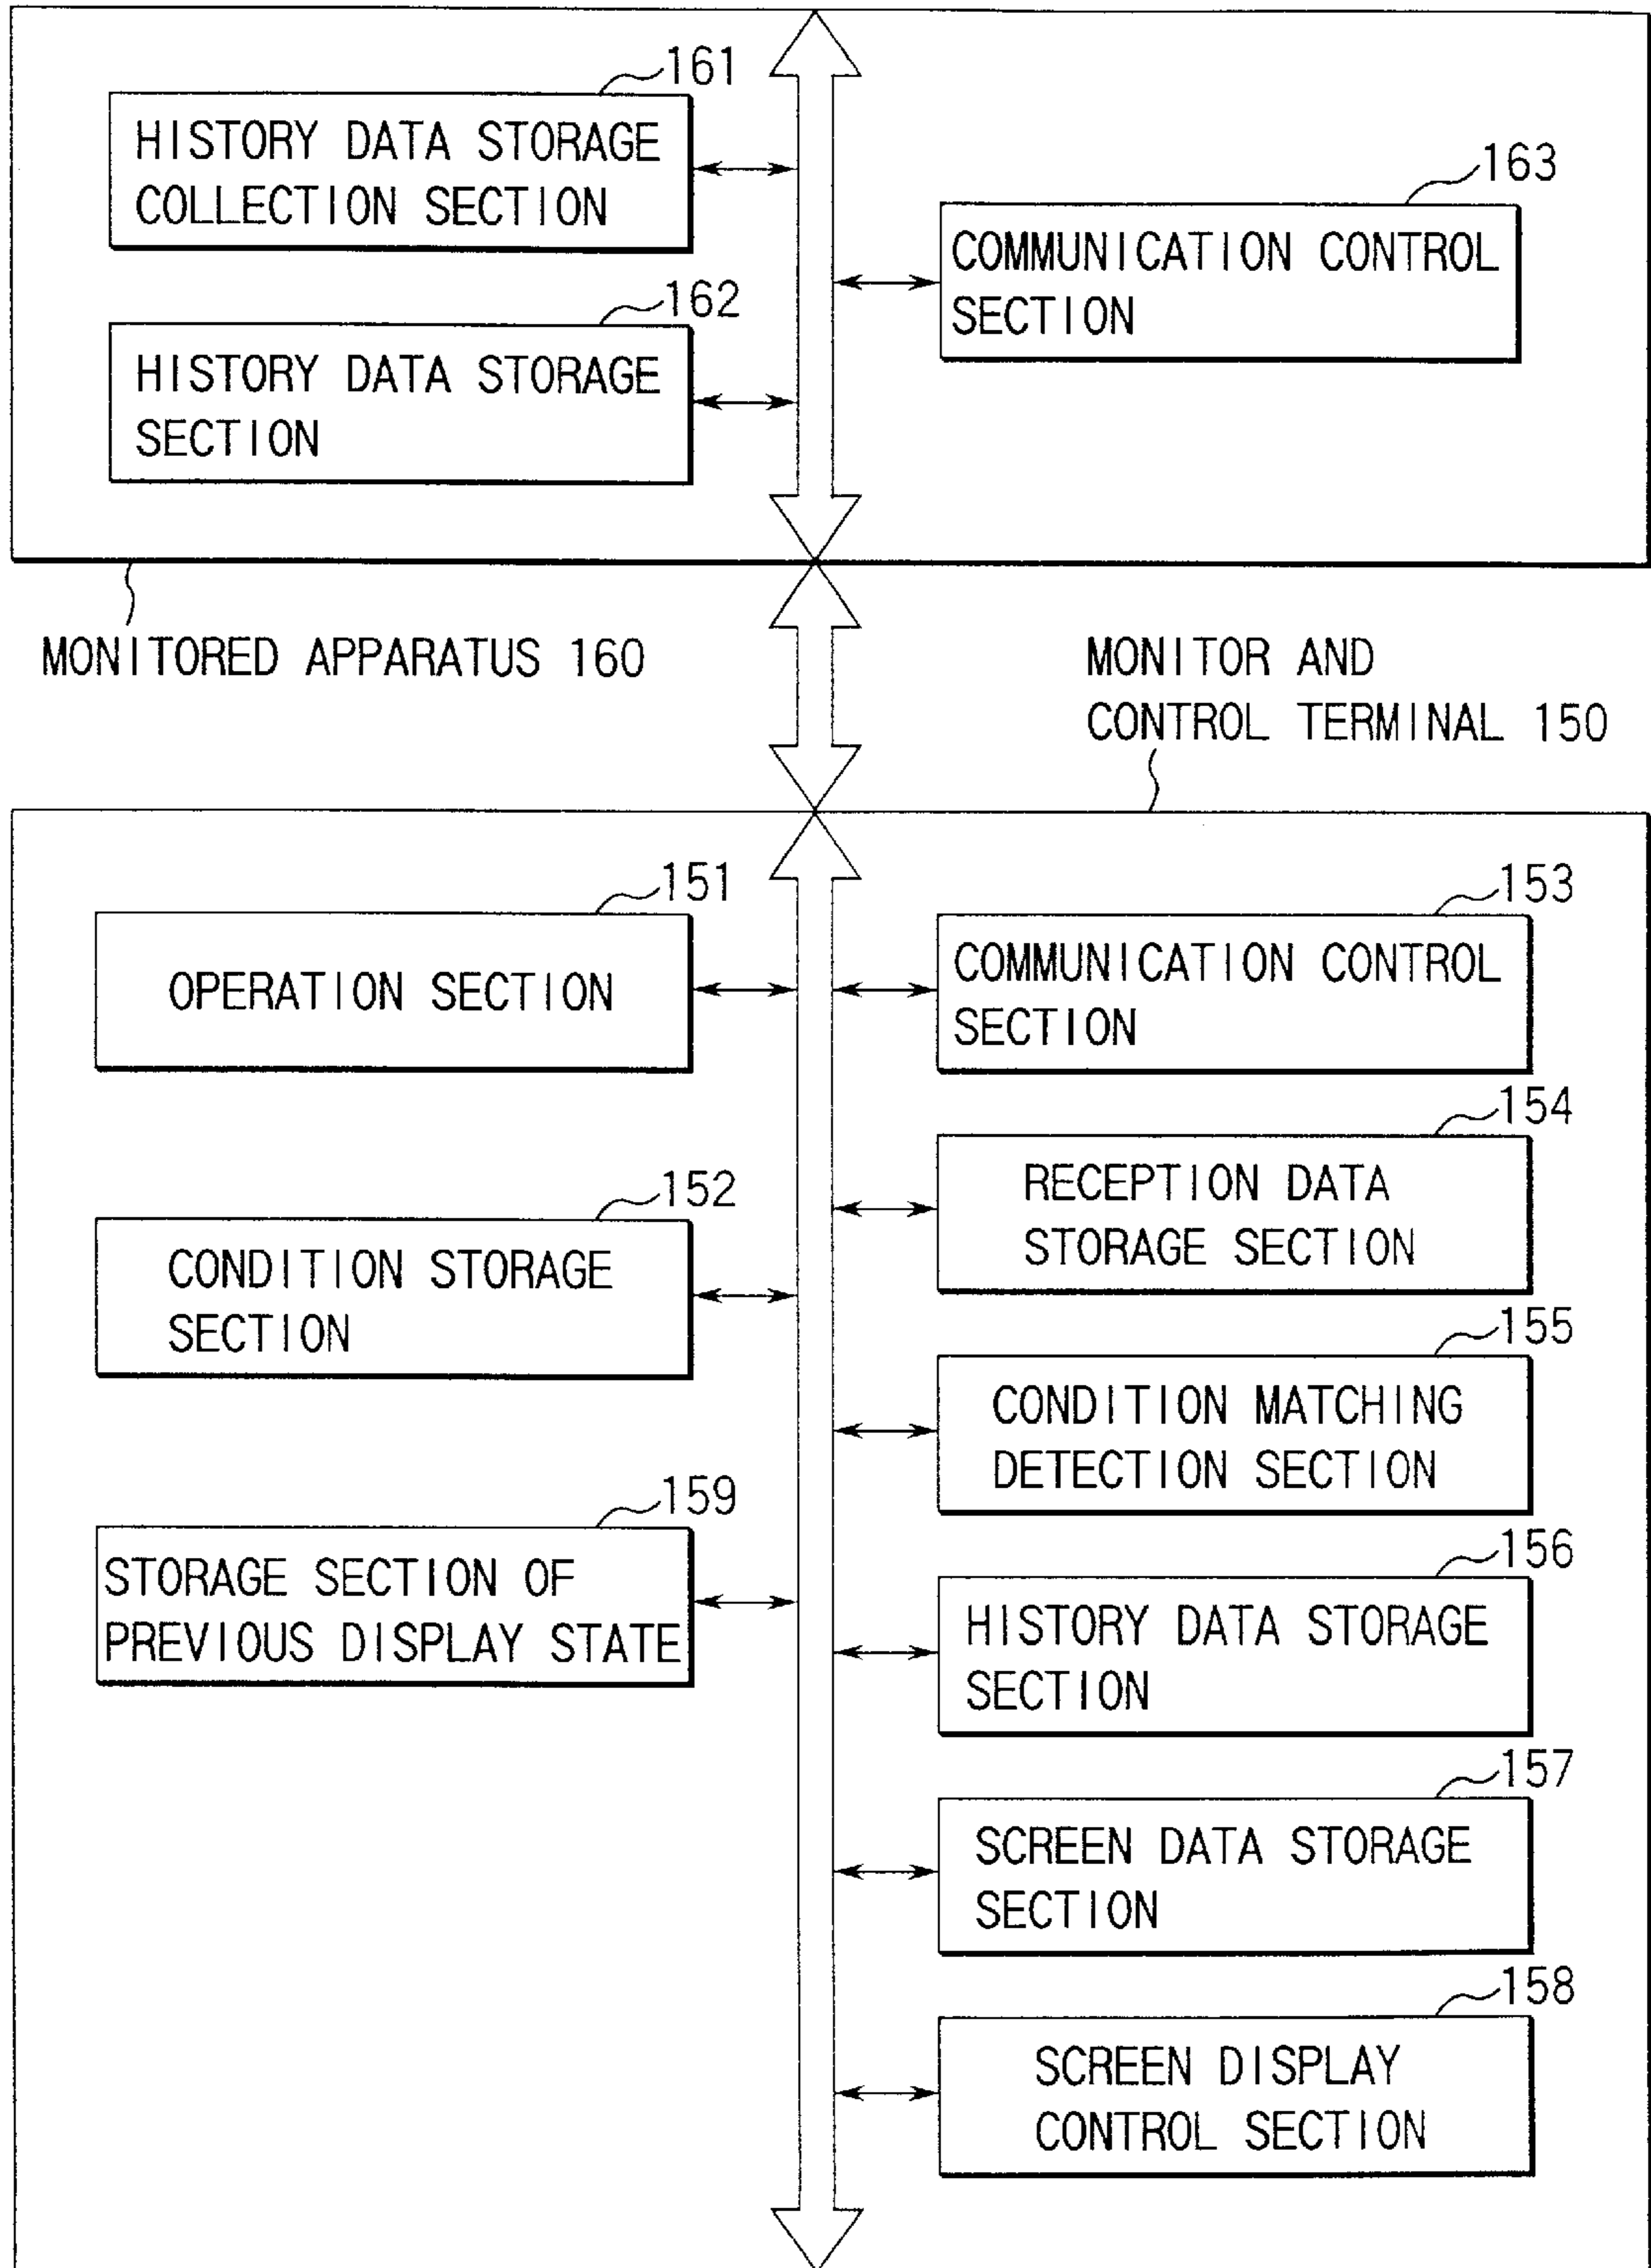 161
HISTORY DATA STORAGE
COLLECTION SECTION
163
COMMUNICATION CONTROL
SECTION
162
HISTORY DATA STORAGE
SECTION
MONITORED APPARATUS 160
MONITOR AND
CONTROL TERMINAL 150
151
OPERATION SECTION
153
COMMUNICATION CONTROL
SECTION
154
RECEPTION DATA
STORAGE SECTION
152
CONDITION STORAGE
SECTION
155
CONDITION MATCHING
DETECTION SECTION
159
STORAGE SECTION OF
PREVIOUS DISPLAY STATE
156
HISTORY DATA STORAGE
SECTION
157
SCREEN DATA STORAGE
SECTION
158
SCREEN DISPLAY
CONTROL SECTION